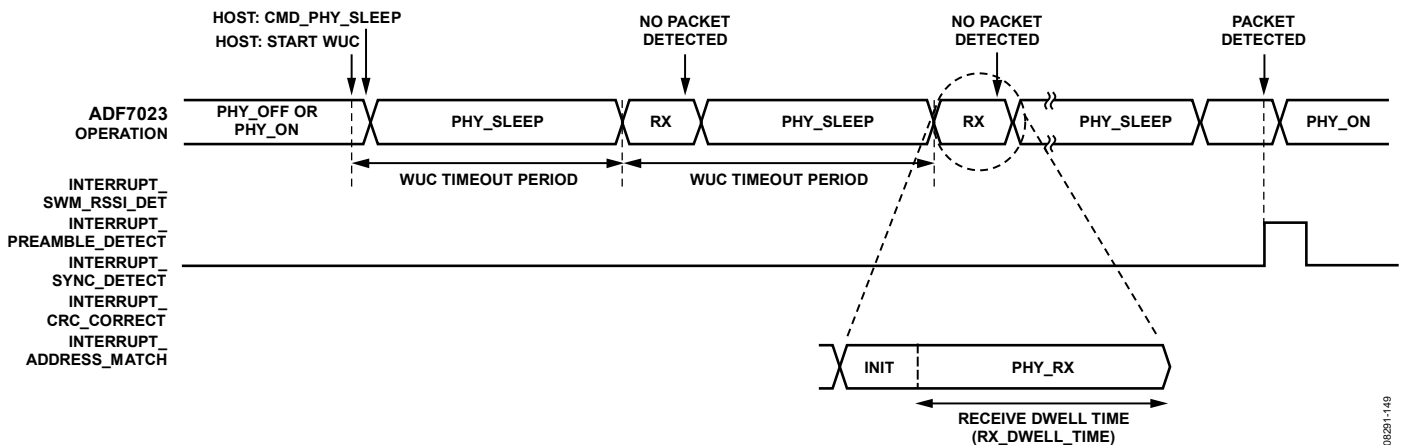 HOST: CMD_PHY_SLEEP
HOST: START WUC
NO PACKET
DETECTED
NO PACKET
DETECTED
PACKET
DETECTED
ADF7023
OPERATION
PHY_OFF OR
PHY_ON
PHY_SLEEP
RX
PHY_SLEEP
RX
PHY_SLEEP
PHY_ON
WUC TIMEOUT PERIOD
WUC TIMEOUT PERIOD
INTERRUPT_
SWM_RSSI_DET
INTERRUPT_
PREAMBLE_DETECT
INTERRUPT_
SYNC_DETECT
INTERRUPT_
CRC_CORRECT
INTERRUPT_
ADDRESS_MATCH
INIT
PHY_RX
RECEIVE DWELL TIME
(RX_DWELL_TIME)
08291-149